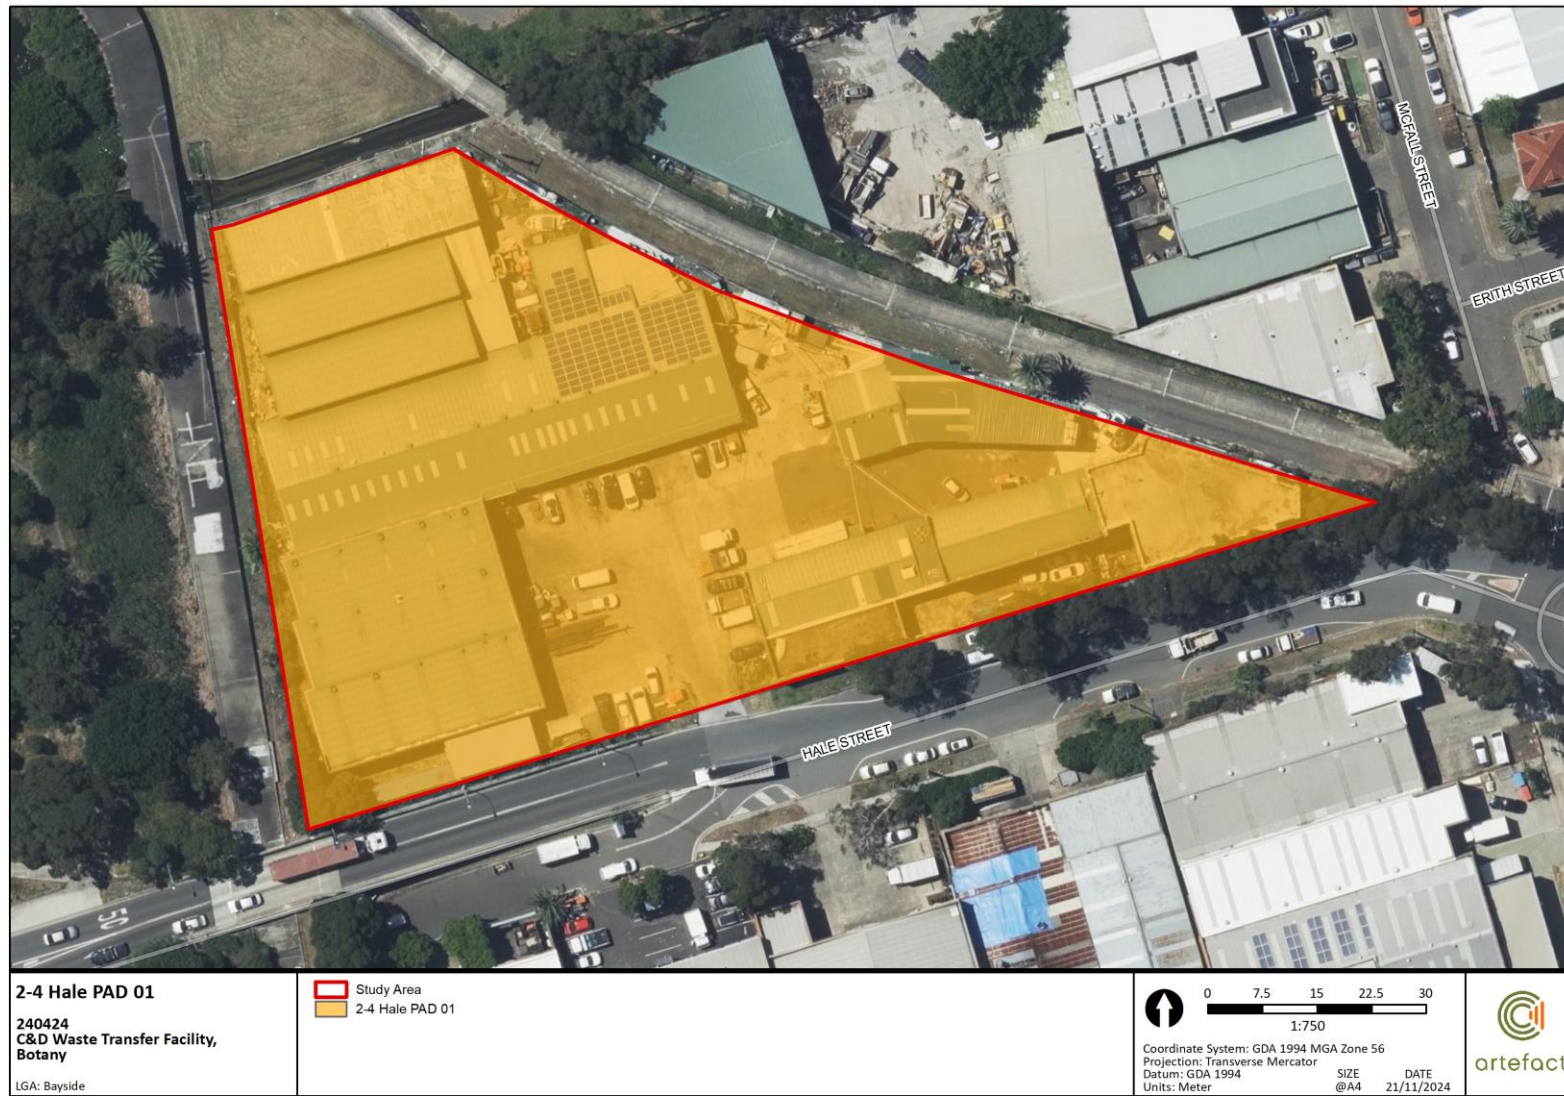 MCFALL STREET
ERITH STREET
HALE STREET
50
2-4 Hale PAD 01
240424
C&D Waste Transfer Facility,
Botany
LGA: Bayside
Study Area
2-4 Hale PAD 01
0 7.5 15 22.5 30
1:750
Coordinate System: GDA 1994 MGA Zone 56
Projection: Transverse Mercator
Datum: GDA 1994
Units: Meter
SIZE
@A4
DATE
21/11/2024
artefact